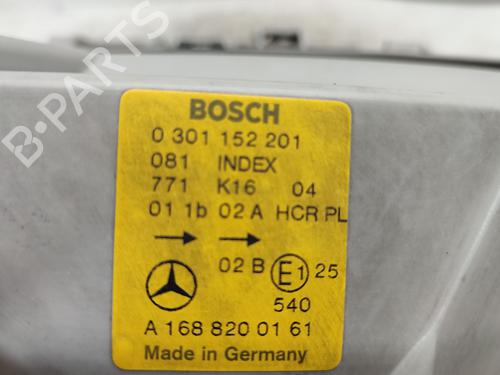 BOSCH
0 301 152 201
081 INDEX
771 K16 04
01 1b 02 A HCR PL
02 B E1 25
540
A 168 820 01 61
Made in Germany